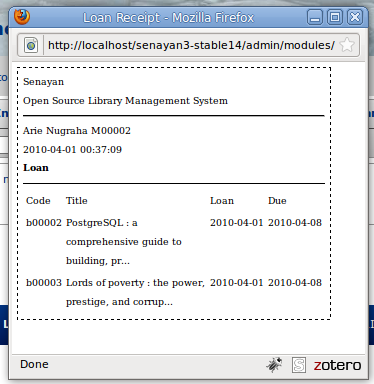 Loan Receipt - Mozilla Firefox
http://localhost/senayan3-stable14/admin/modules/
Senayan
Open Source Library Management System
Arie Nugraha M00002
2010-04-01 00:37:09
Loan
Code Title Loan Due
b00002 PostgreSQL : a 2010-04-01 2010-04-08
comprehensive guide to
building, pr...
b00003 Lords of poverty : the power, 2010-04-01 2010-04-08
prestige, and corrup...
Done S zotero